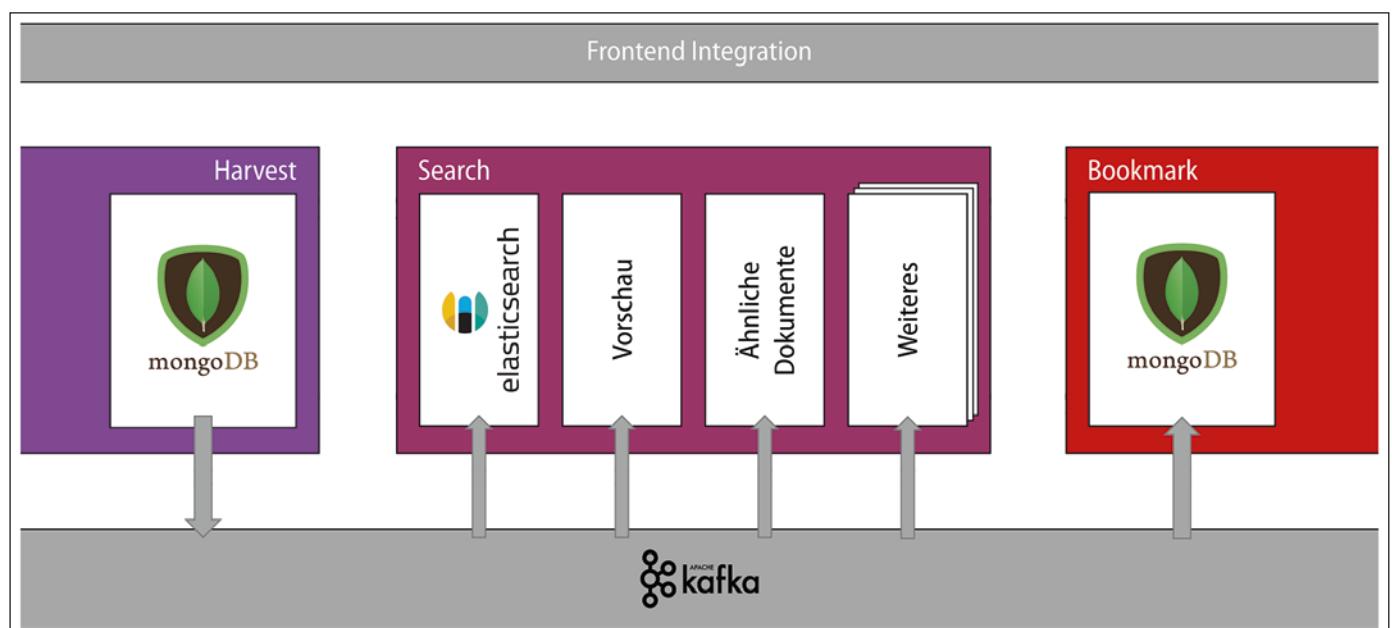 Frontend Integration
Harvest
mongoDB
Search
elasticsearch
Vorschau
Ähnliche
Dokumente
Weiteres
Bookmark
mongoDB
APACHE
kafka